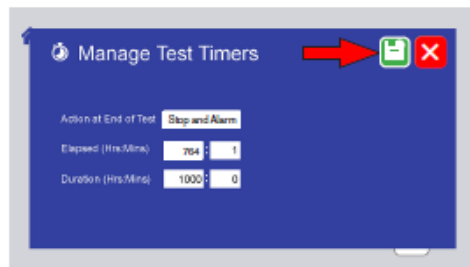 Manage Test Timers
Action at End of Test Stop and Alarm
Elapsed (Hrs:Mins) 764 : 1
Duration (Hrs:Mins) 1000 : 0